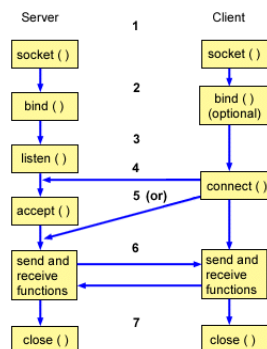 Server 1 Client
socket ( ) socket ( )
2
bind ( ) bind ( )
(optional)
3
listen ( )
4
connect ( )
5 (or)
accept ( )
6
send and send and
receive receive
functions functions
7
close ( ) close ( )